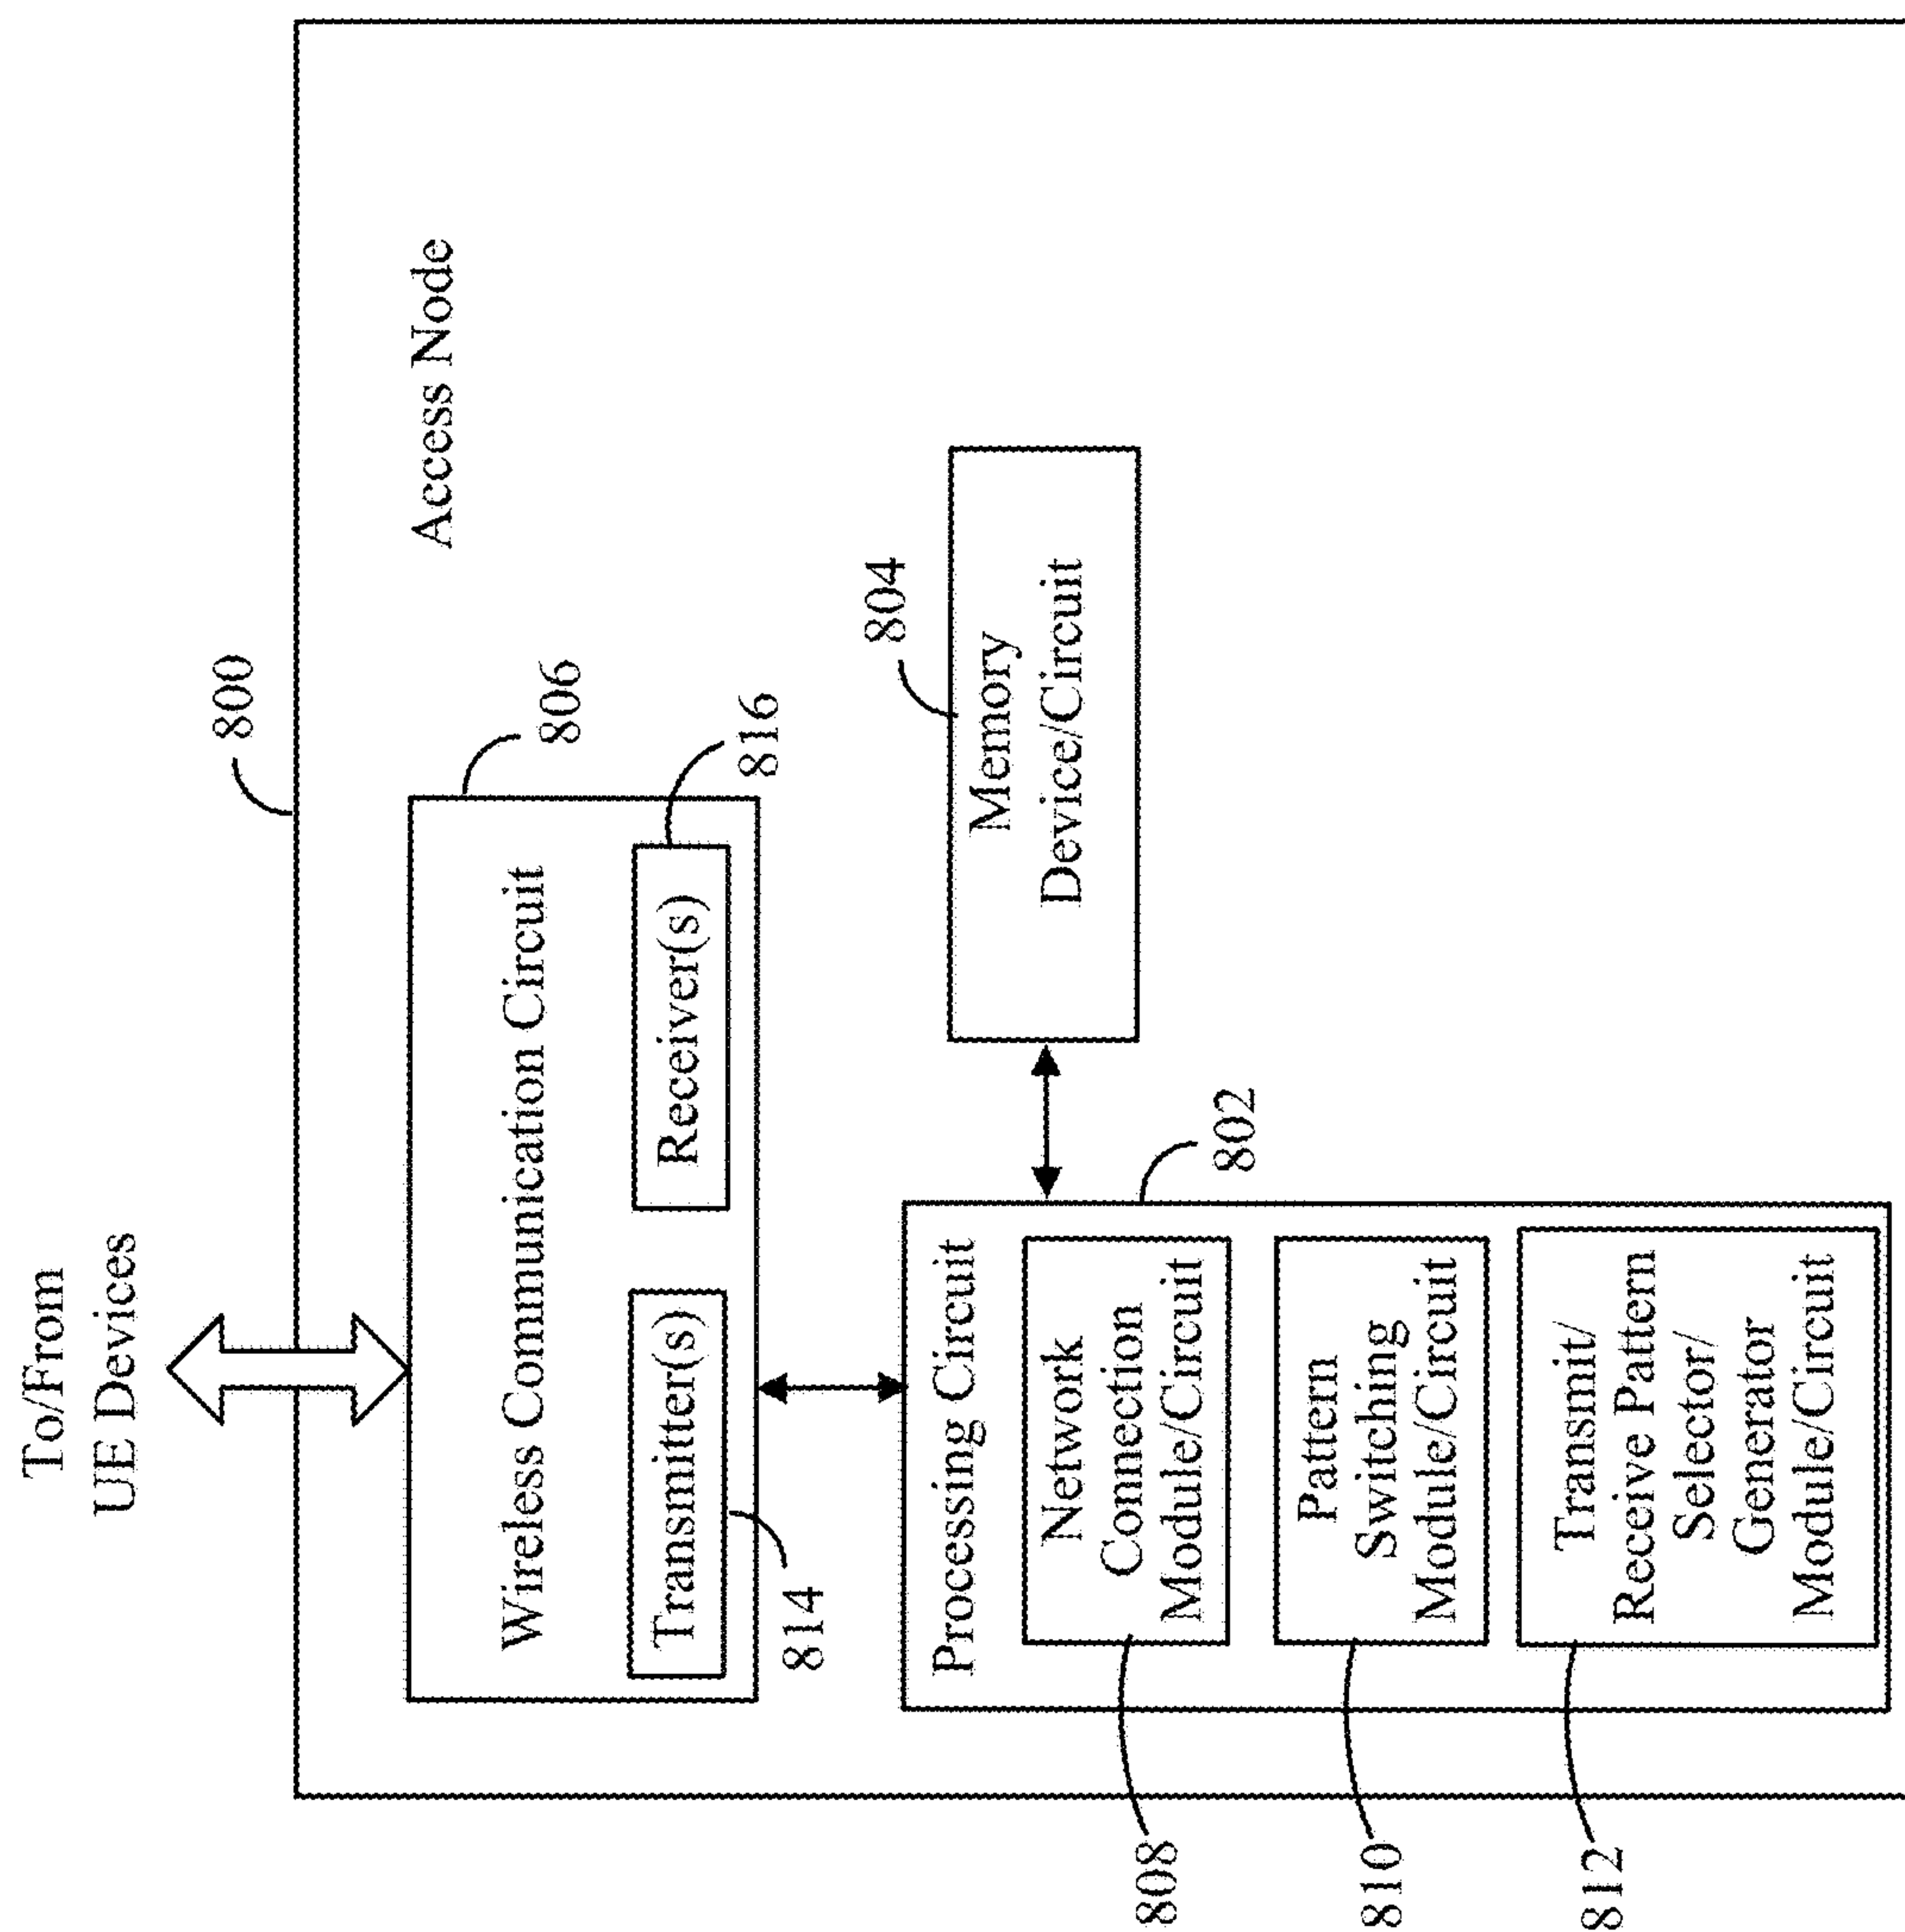 To/From
UE Devices
800
Access Node
Wireless Communication Circuit
806
Transmitter(s)
Receiver(s)
814
816
804
Memory
Device/Circuit
Processing Circuit
802
Network
Connection
Module/Circuit
808
Pattern
Switching
Module/Circuit
810
Transmit/
Receive Pattern
Selector/
Generator
Module/Circuit
812